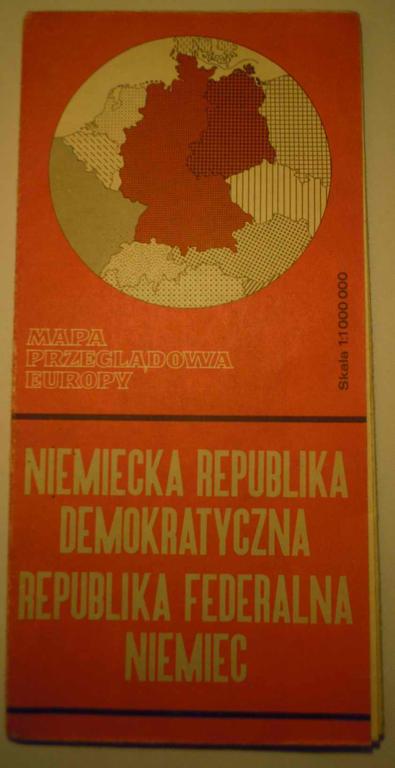 MAPA
PRZEGLĄDOWA
EUROPY
Skala 1:1 000 000
NIEMIECKA REPUBLIKA
DEMOKRATYCZNA
REPUBLIKA FEDERALNA
NIEMIEC